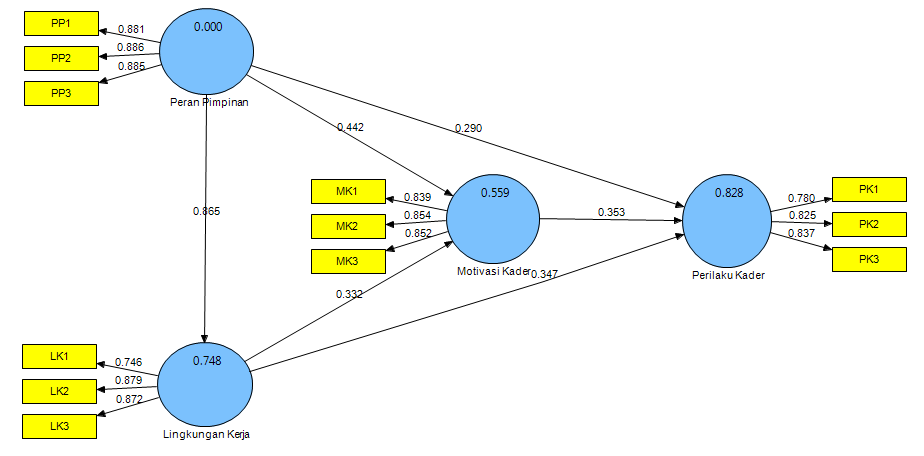 PP1
0.881
0.000
PP2
0.886
PP3
0.885
Peran Pimpinan
0.442
0.290
MK1
0.839
0.559
0.828
PK1
0.780
0.865
MK2
0.854
0.353
0.825
PK2
MK3
0.852
0.837
PK3
Motivasi Kader
0.347
Perilaku Kader
0.332
LK1
0.746
0.748
LK2
0.879
LK3
0.872
Lingkungan Kerja